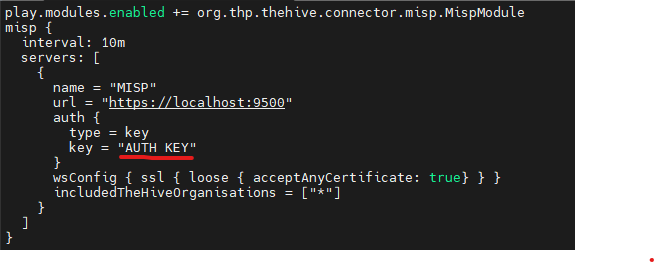 play.modules.enabled += org.thp.thehive.connector.misp.MispModule
misp {
  interval: 10m
  servers: [
    {
      name = "MISP"
      url = "https://localhost:9500"
      auth {
        type = key
        key = "AUTH KEY"
      }
      wsConfig { ssl { loose { acceptAnyCertificate: true} } }
      includedTheHiveOrganisations = ["*"]
    }
  ]
}